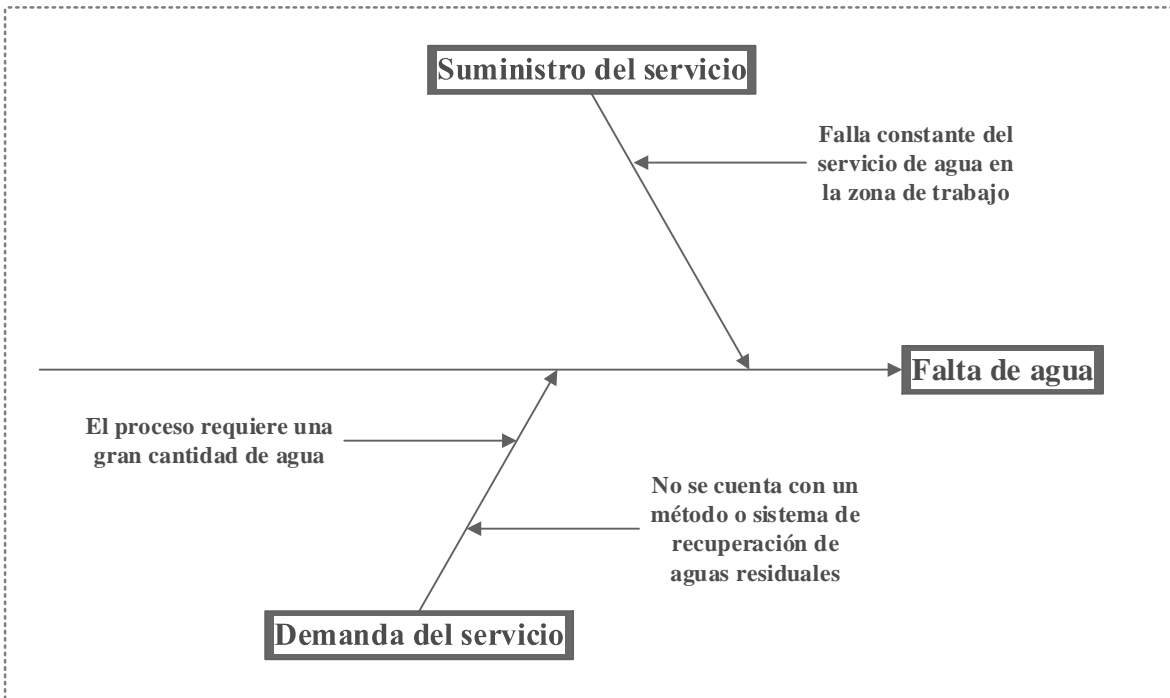 Suministro del servicio
Falla constante del
servicio de agua en
la zona de trabajo
Falta de agua
El proceso requiere una
gran cantidad de agua
No se cuenta con un
método o sistema de
recuperación de
aguas residuales
Demanda del servicio